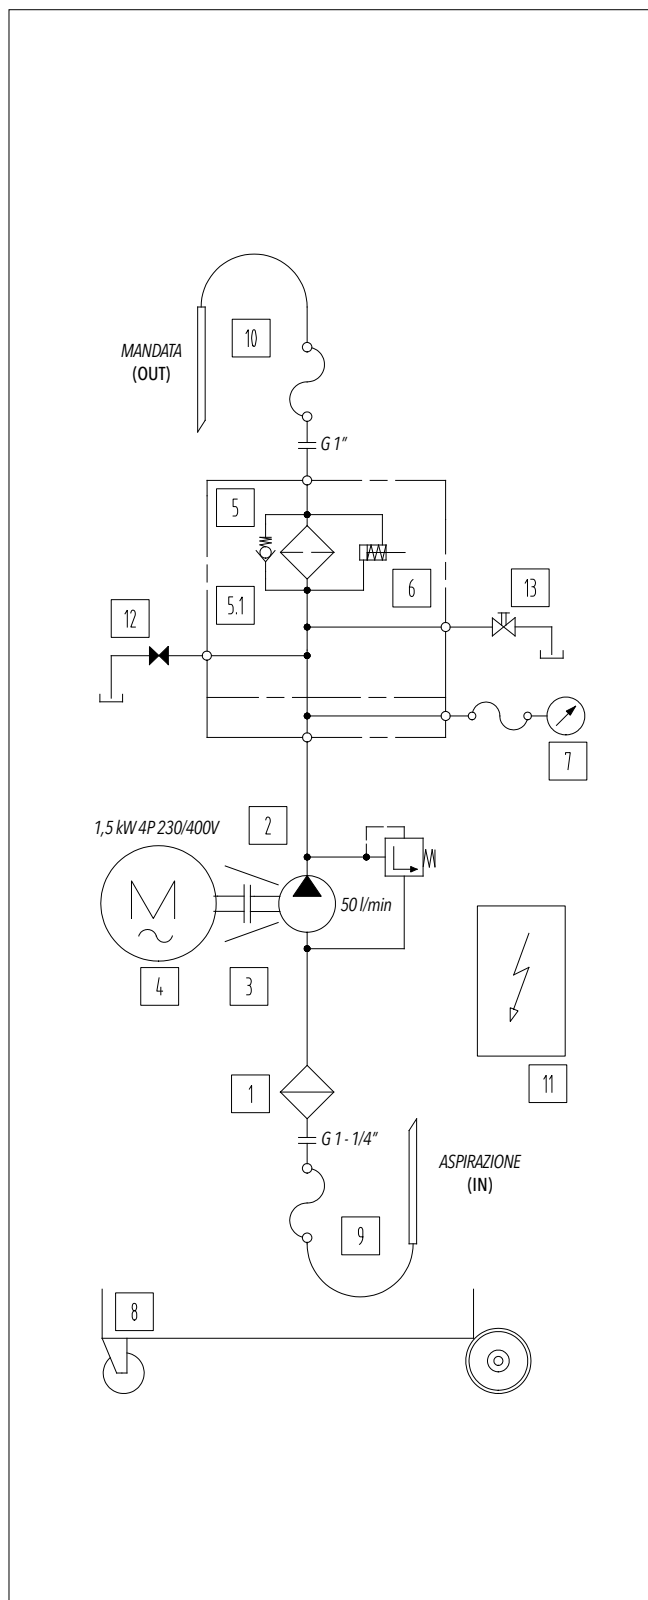 10
MANDATA
(OUT)
G 1"
5
5.1
6
13
12
7
2
1,5 kW 4P 230/400V
M
50 l/min
4
3
11
1
G 1 - 1/4"
ASPIRAZIONE
(IN)
9
8